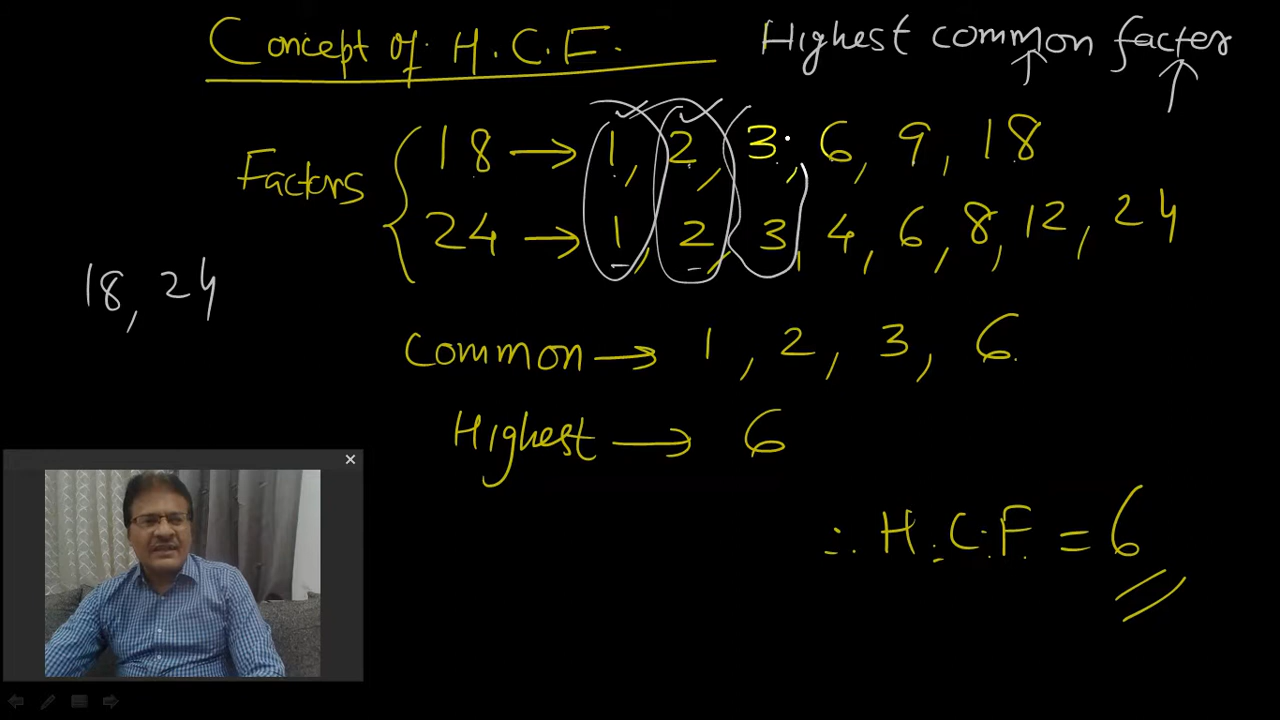 Concept of H.C.F.
Highest common facter
Factors { 18 → 1, 2, 3, 6, 9, 18
24 → 1, 2, 3, 4, 6, 8, 12, 24
18, 24
Common → 1, 2, 3, 6
Highest → 6
∴ H.C.F = 6